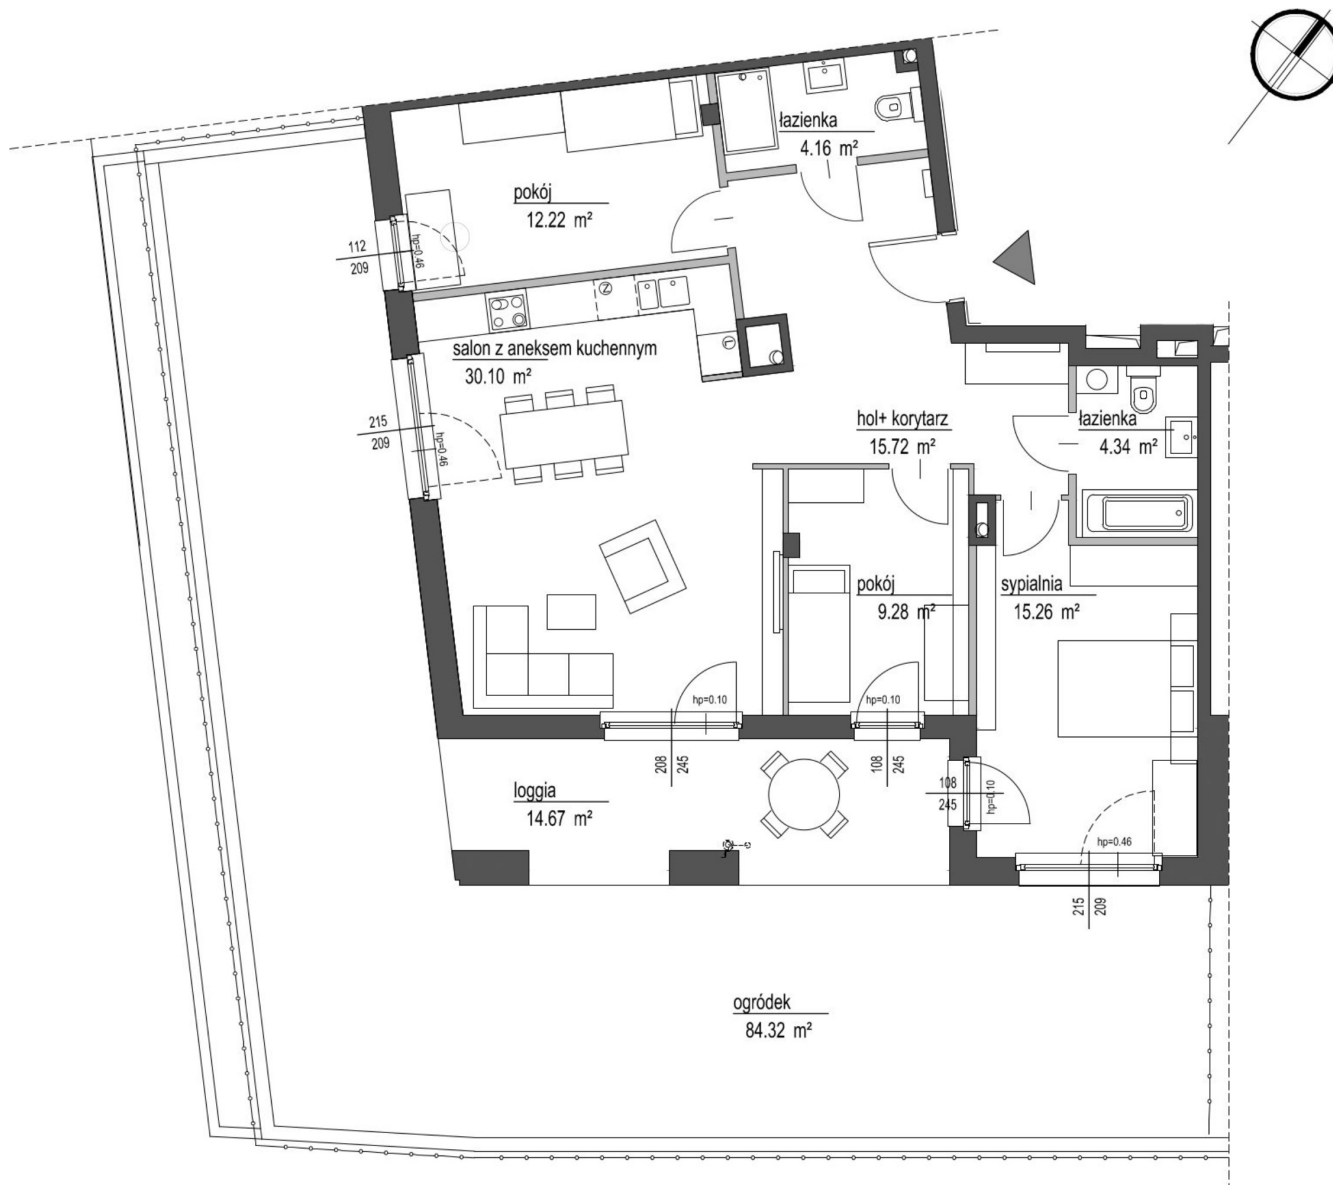 łazienka
4.16 m²
pokój
12.22 m²
112
209
hp=0.46
Z
salon z aneksem kuchennym
30.10 m²
L
215
209
hp=0.46
hol+ korytarz
15.72 m²
łazienka
4.34 m²
pokój
9.28 m²
sypialnia
15.26 m²
hp=0.10
208
245
hp=0.10
108
245
108
245
hp=0.10
loggia
14.67 m²
hp=0.46
215
209
ogródek
84.32 m²